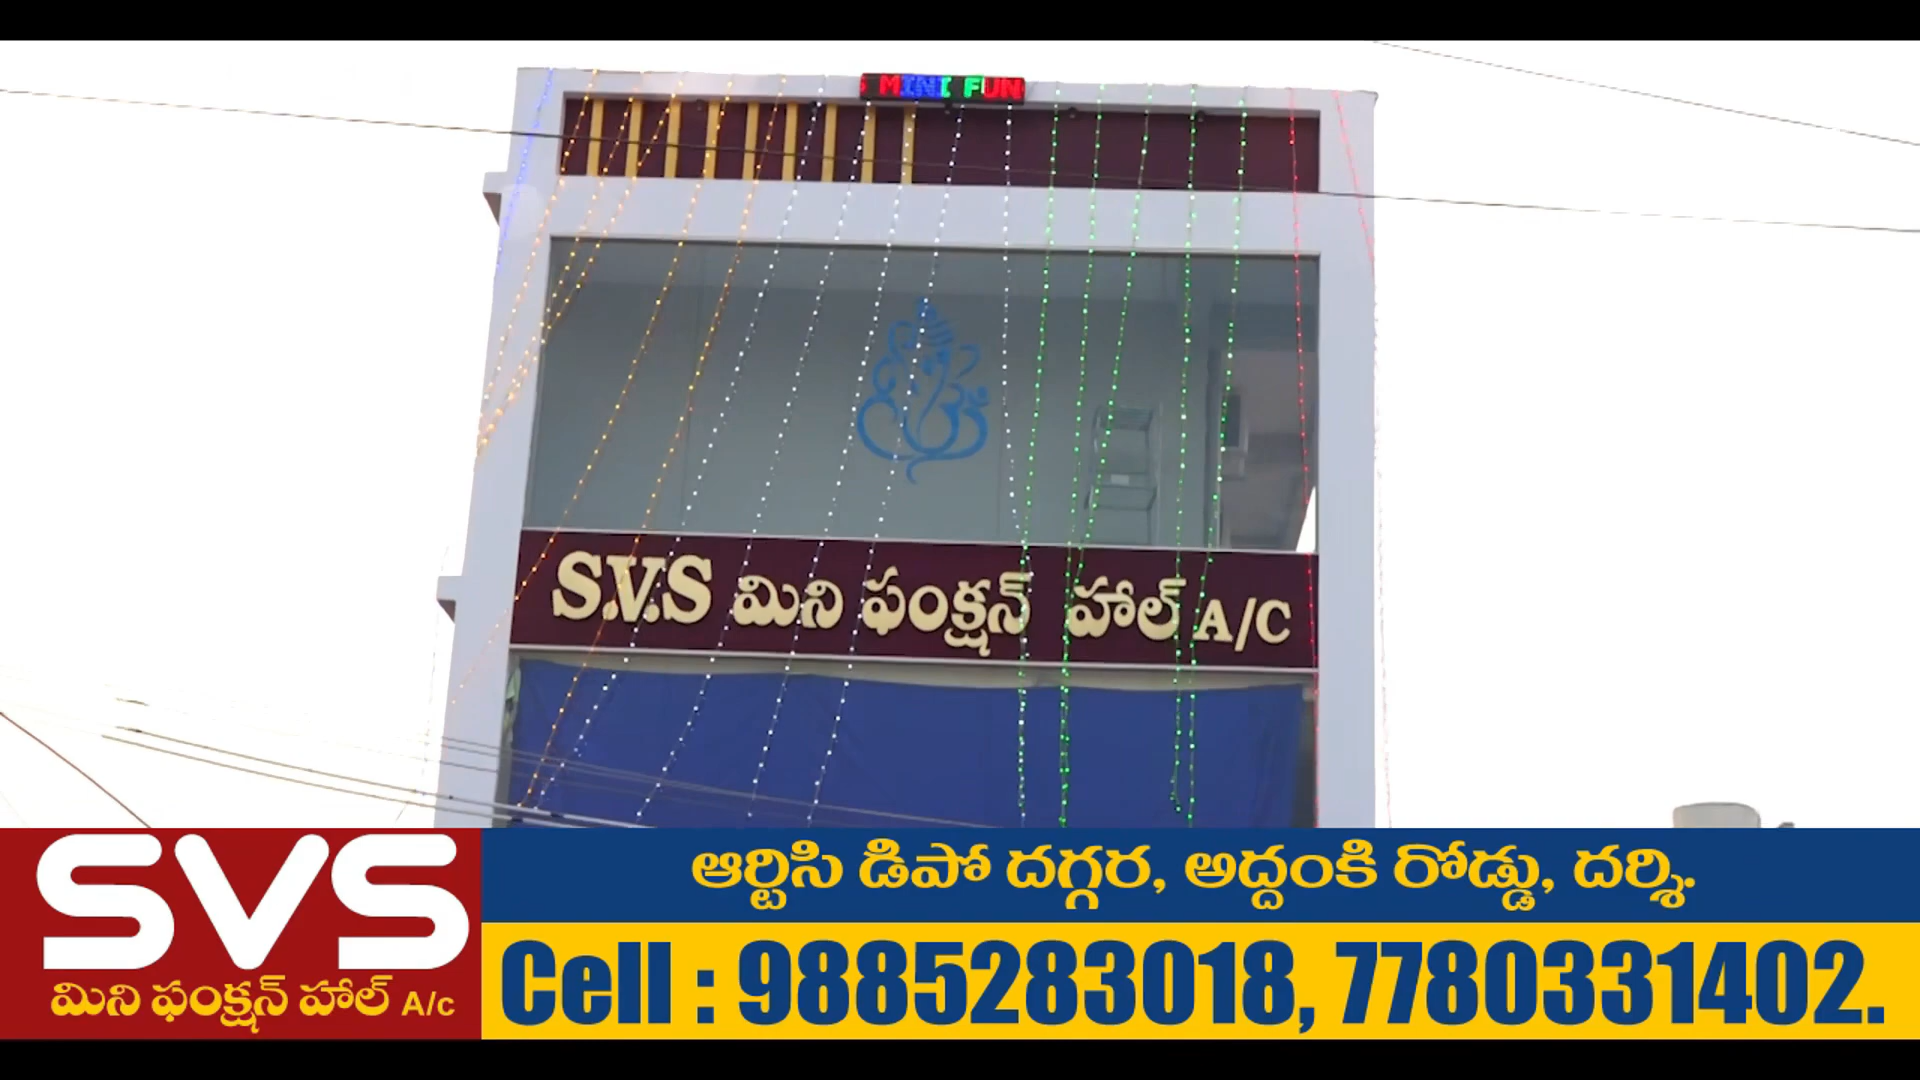 S MINI FUN
S.V.S మిని ఫంక్షన్ హాల్ A/C
SVS
మిని ఫంక్షన్ హాల్ A/c
ఆర్టిసి డిపో దగ్గర, అద్దంకి రోడ్డు, దర్శి.
Cell : 9885283018, 7780331402.